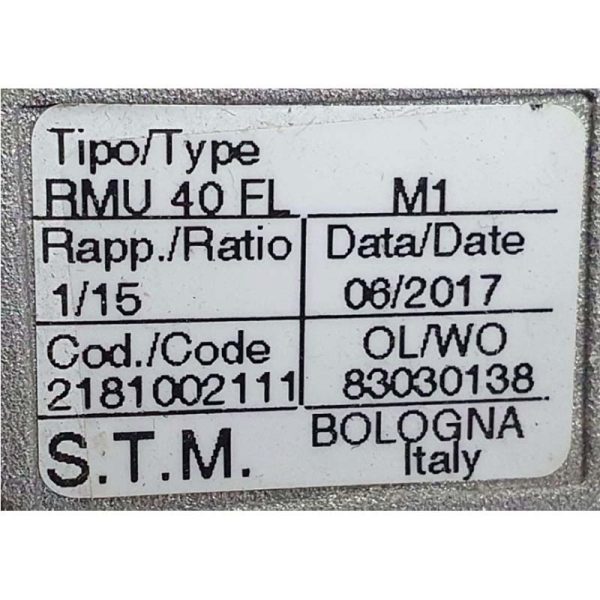 Tipo/Type
RMU 40 FL M1
Rapp./Ratio Data/Date
1/15 06/2017
Cod./Code OL/WO
2181002111 83030138
S.T.M. BOLOGNA
Italy